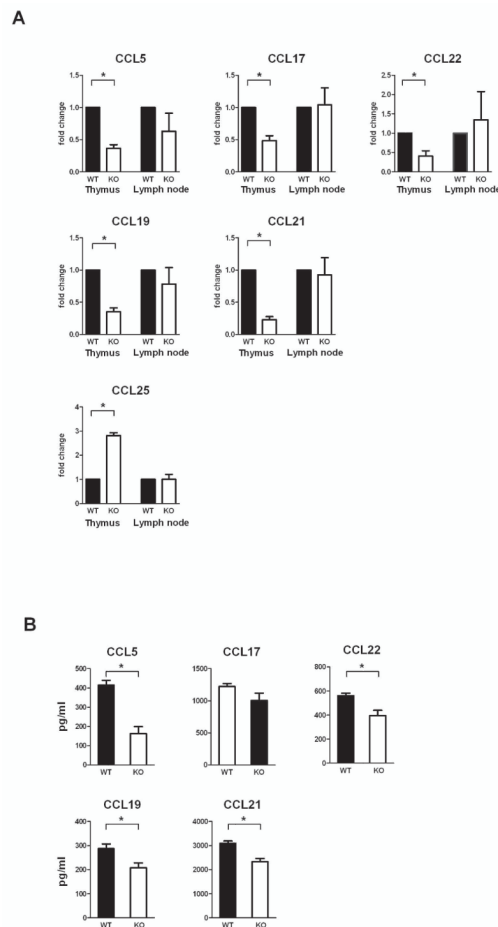 A
CCL5 CCL17 CCL22
fold change
1.5
1.0
0.5
0.0
*
WT KO WT KO
Thymus Lymph node
fold change
1.5
1.0
0.5
0.0
*
WT KO WT KO
Thymus Lymph node
fold change
2.5
2.0
1.5
1.0
0.5
0.0
*
WT KO WT KO
Thymus Lymph node
CCL19 CCL21
fold change
1.5
1.0
0.5
0.0
*
WT KO WT KO
Thymus Lymph node
fold change
1.5
1.0
0.5
0.0
*
WT KO WT KO
Thymus Lymph node
CCL25
fold change
4
3
2
1
0
*
WT KO WT KO
Thymus Lymph node
B
CCL5 CCL17 CCL22
pg/ml
500
400
300
200
100
0
*
WT KO
1500
1000
500
0
WT KO
800
600
400
200
0
*
WT KO
CCL19 CCL21
pg/ml
400
300
200
100
0
*
WT KO
4000
3000
2000
1000
0
*
WT KO